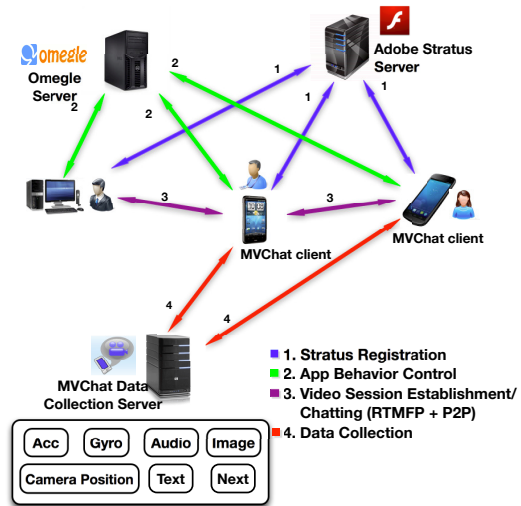 omegle
Omegle
Server
Adobe Stratus
Server
2
2
2
1
1
1
3
3
MVChat client
MVChat client
4
4
MVChat Data
Collection Server
1. Stratus Registration
2. App Behavior Control
3. Video Session Establishment/
Chatting (RTMFP + P2P)
4. Data Collection
Acc Gyro Audio Image
Camera Position Text Next